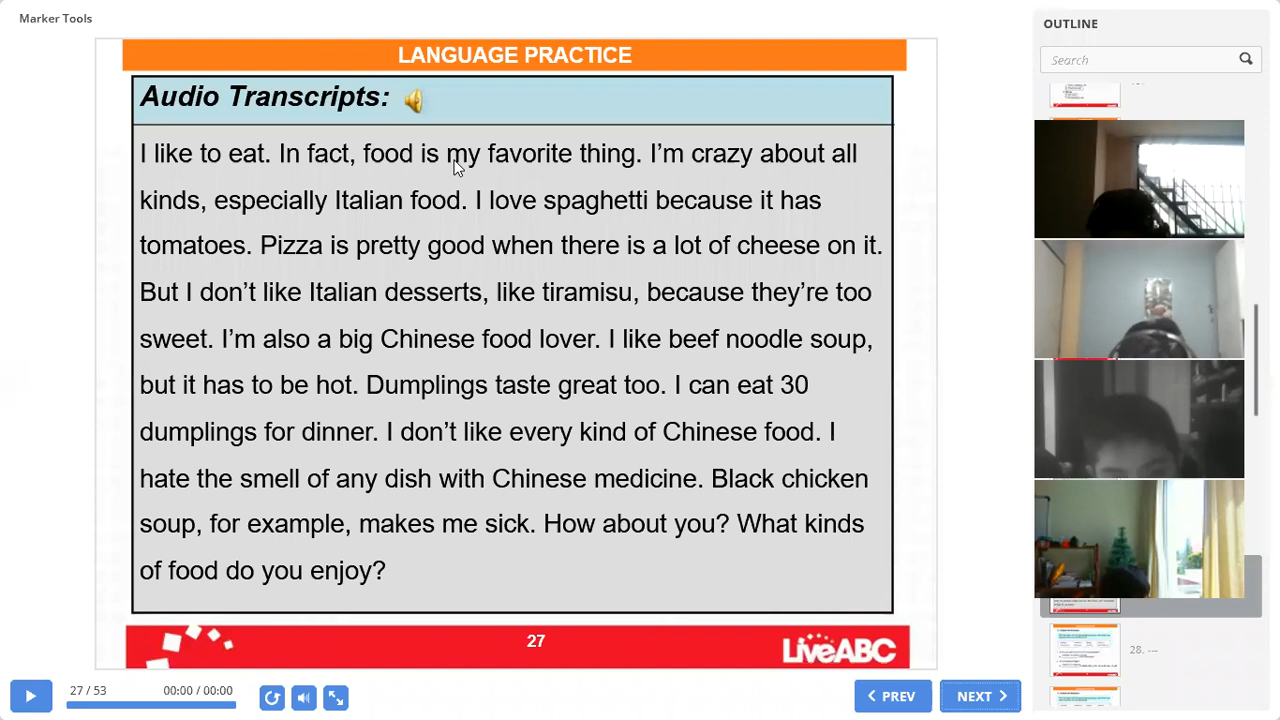 Marker Tools
LANGUAGE PRACTICE
Audio Transcripts:
I like to eat. In fact, food is my favorite thing. I’m crazy about all
kinds, especially Italian food. I love spaghetti because it has
tomatoes. Pizza is pretty good when there is a lot of cheese on it.
But I don’t like Italian desserts, like tiramisu, because they’re too
sweet. I’m also a big Chinese food lover. I like beef noodle soup,
but it has to be hot. Dumplings taste great too. I can eat 30
dumplings for dinner. I don’t like every kind of Chinese food. I
hate the smell of any dish with Chinese medicine. Black chicken
soup, for example, makes me sick. How about you? What kinds
of food do you enjoy?
27
LiveABC
27 / 53
00:00 / 00:00
PREV
NEXT
OUTLINE
Search
28. ---